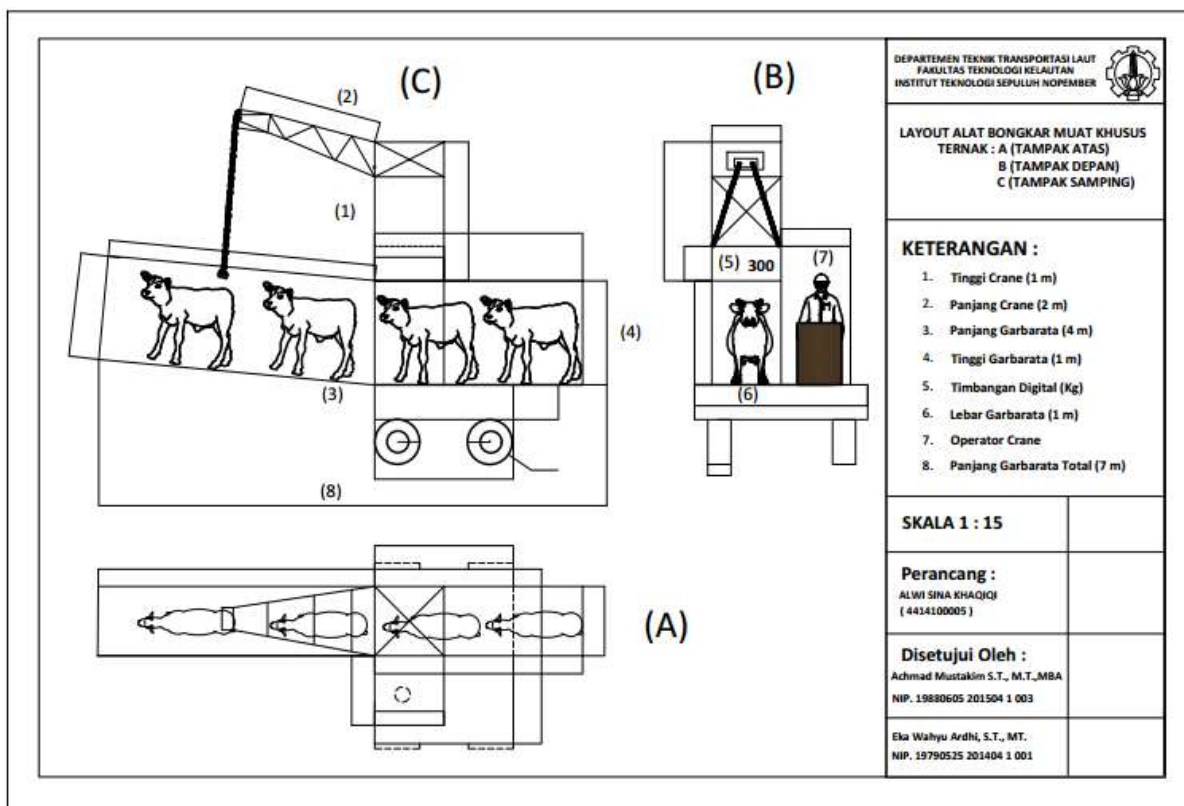 (C)
(2)
(1)
(4)
(3)
(8)
(B)
(5) 300
(7)
(6)
(A)
DEPARTEMEN TEKNIK TRANSPORTASI LAUT
FAKULTAS TEKNOLOGI KELAUTAN
INSTITUT TEKNOLOGI SEPULUH NOPEMBER
LAYOUT ALAT BONGKAR MUAT KHUSUS
TERNAK : A (TAMPAK ATAS)
B (TAMPAK DEPAN)
C (TAMPAK SAMPING)
KETERANGAN :
1. Tinggi Crane (1 m)
2. Panjang Crane (2 m)
3. Panjang Garbarata (4 m)
4. Tinggi Garbarata (1 m)
5. Timbangan Digital (Kg)
6. Lebar Garbarata (1 m)
7. Operator Crane
8. Panjang Garbarata Total (7 m)
SKALA 1 : 15
Perancang :
ALWI SINA KHAQIQI
( 4414100005 )
Disetujui Oleh :
Achmad Mustakim S.T., M.T.,MBA
NIP. 19880605 201504 1 003
Eka Wahyu Ardhi, S.T., MT.
NIP. 19790525 201404 1 001